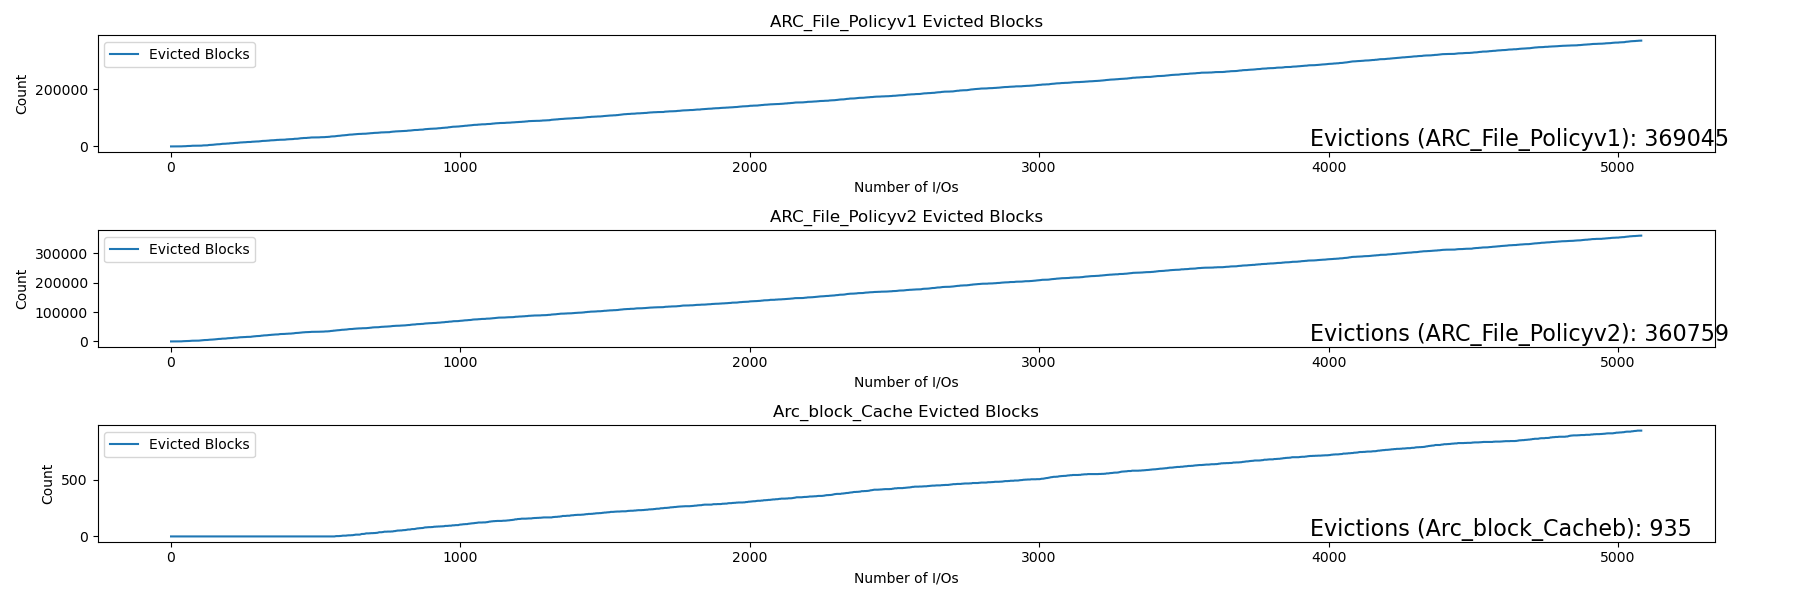 ARC_File_Policyv1 Evicted Blocks
Evicted Blocks
Count
200000
0
Evictions (ARC_File_Policyv1): 369045
0 1000 2000 3000 4000 5000
Number of I/Os
ARC_File_Policyv2 Evicted Blocks
Evicted Blocks
Count
300000
200000
100000
0
Evictions (ARC_File_Policyv2): 360759
0 1000 2000 3000 4000 5000
Number of I/Os
Arc_block_Cache Evicted Blocks
Evicted Blocks
Count
500
0
Evictions (Arc_block_Cacheb): 935
0 1000 2000 3000 4000 5000
Number of I/Os